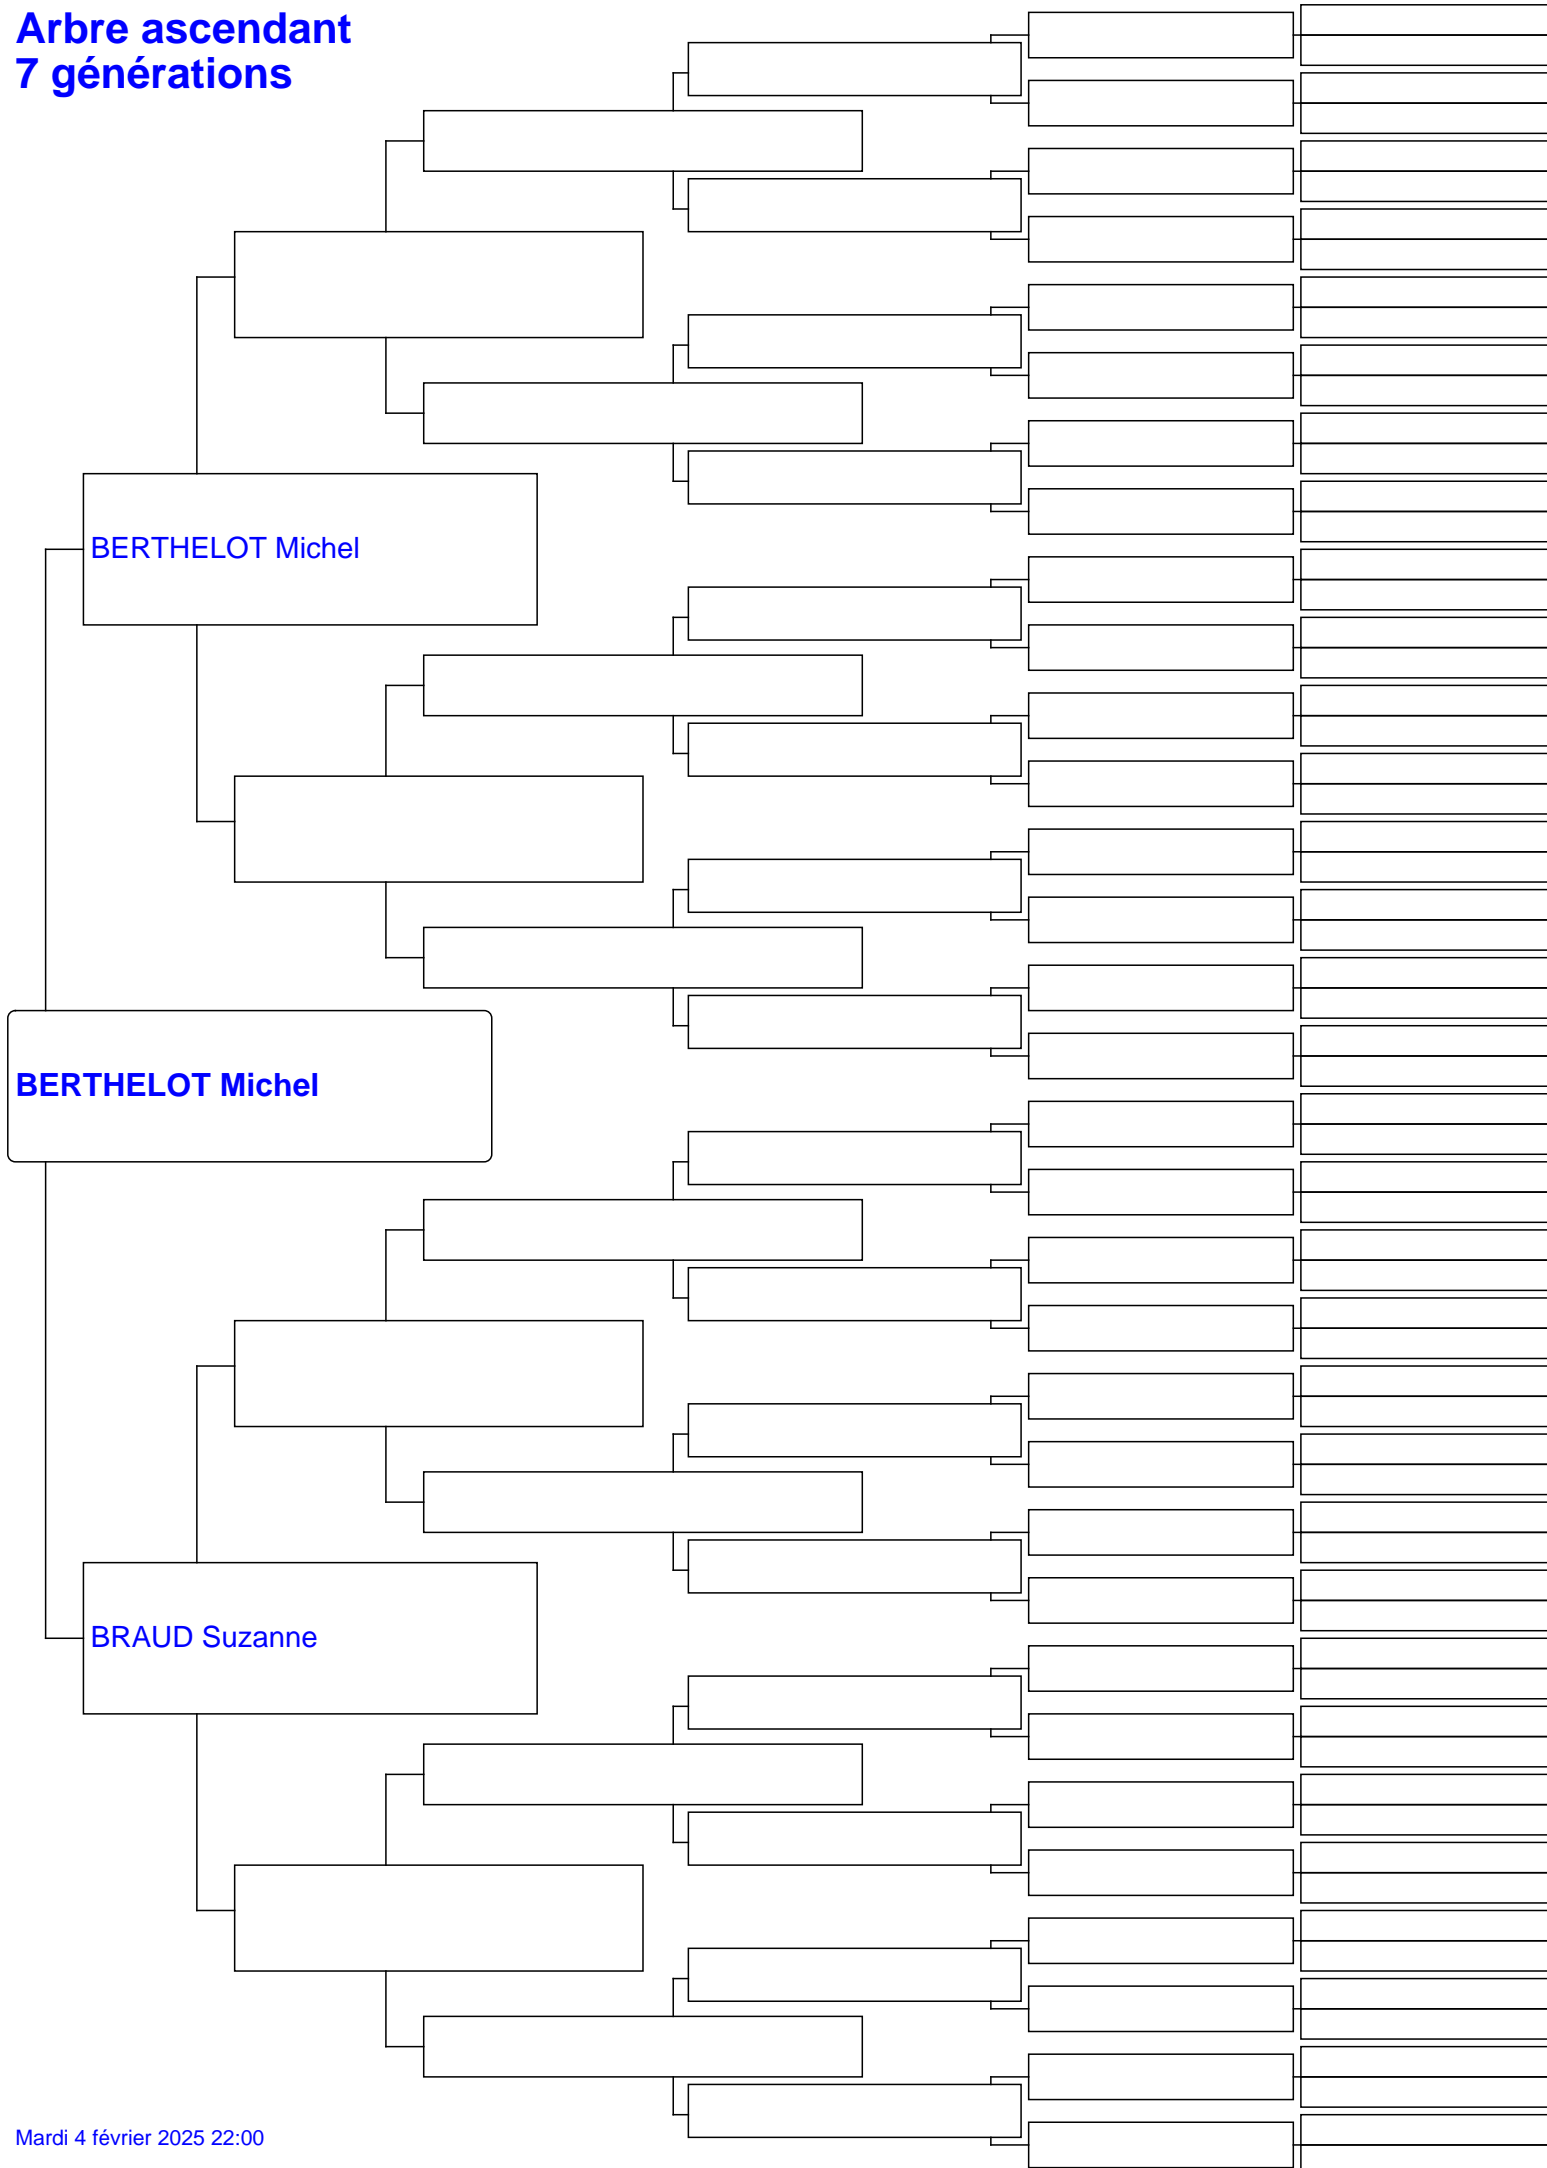 Arbre ascendant
7 générations
BERTHELOT Michel
BERTHELOT Michel
BRAUD Suzanne
Mardi 4 février 2025 22:00